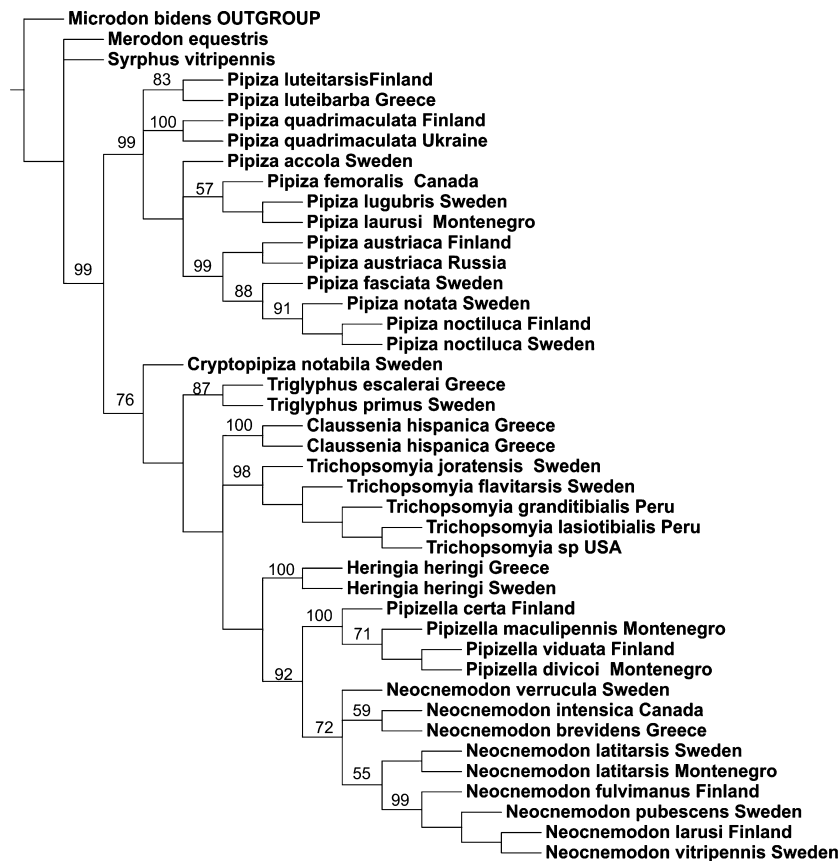 Microdon bidens OUTGROUP
Merodon equestris
Syrphus vitripennis
83
Pipiza luteitarsisFinland
Pipiza luteibarba Greece
100
Pipiza quadrimaculata Finland
99
Pipiza quadrimaculata Ukraine
Pipiza accola Sweden
57
Pipiza femoralis Canada
Pipiza lugubris Sweden
Pipiza laurusi Montenegro
Pipiza austriaca Finland
99
Pipiza austriaca Russia
99
88
Pipiza fasciata Sweden
91
Pipiza notata Sweden
Pipiza noctiluca Finland
Pipiza noctiluca Sweden
Cryptopipiza notabila Sweden
87
Triglyphus escalerai Greece
76
Triglyphus primus Sweden
100
Claussenia hispanica Greece
Claussenia hispanica Greece
98
Trichopsomyia joratensis Sweden
Trichopsomyia flavitarsis Sweden
Trichopsomyia granditibialis Peru
Trichopsomyia lasiotibialis Peru
Trichopsomyia sp USA
100
Heringia heringi Greece
Heringia heringi Sweden
100
Pipizella certa Finland
71
Pipizella maculipennis Montenegro
Pipizella viduata Finland
92
Pipizella divicoi Montenegro
Neocnemodon verrucula Sweden
59
Neocnemodon intensica Canada
72
Neocnemodon brevidens Greece
Neocnemodon latitarsis Sweden
55
Neocnemodon latitarsis Montenegro
99
Neocnemodon fulvimanus Finland
Neocnemodon pubescens Sweden
Neocnemodon larusi Finland
Neocnemodon vitripennis Sweden